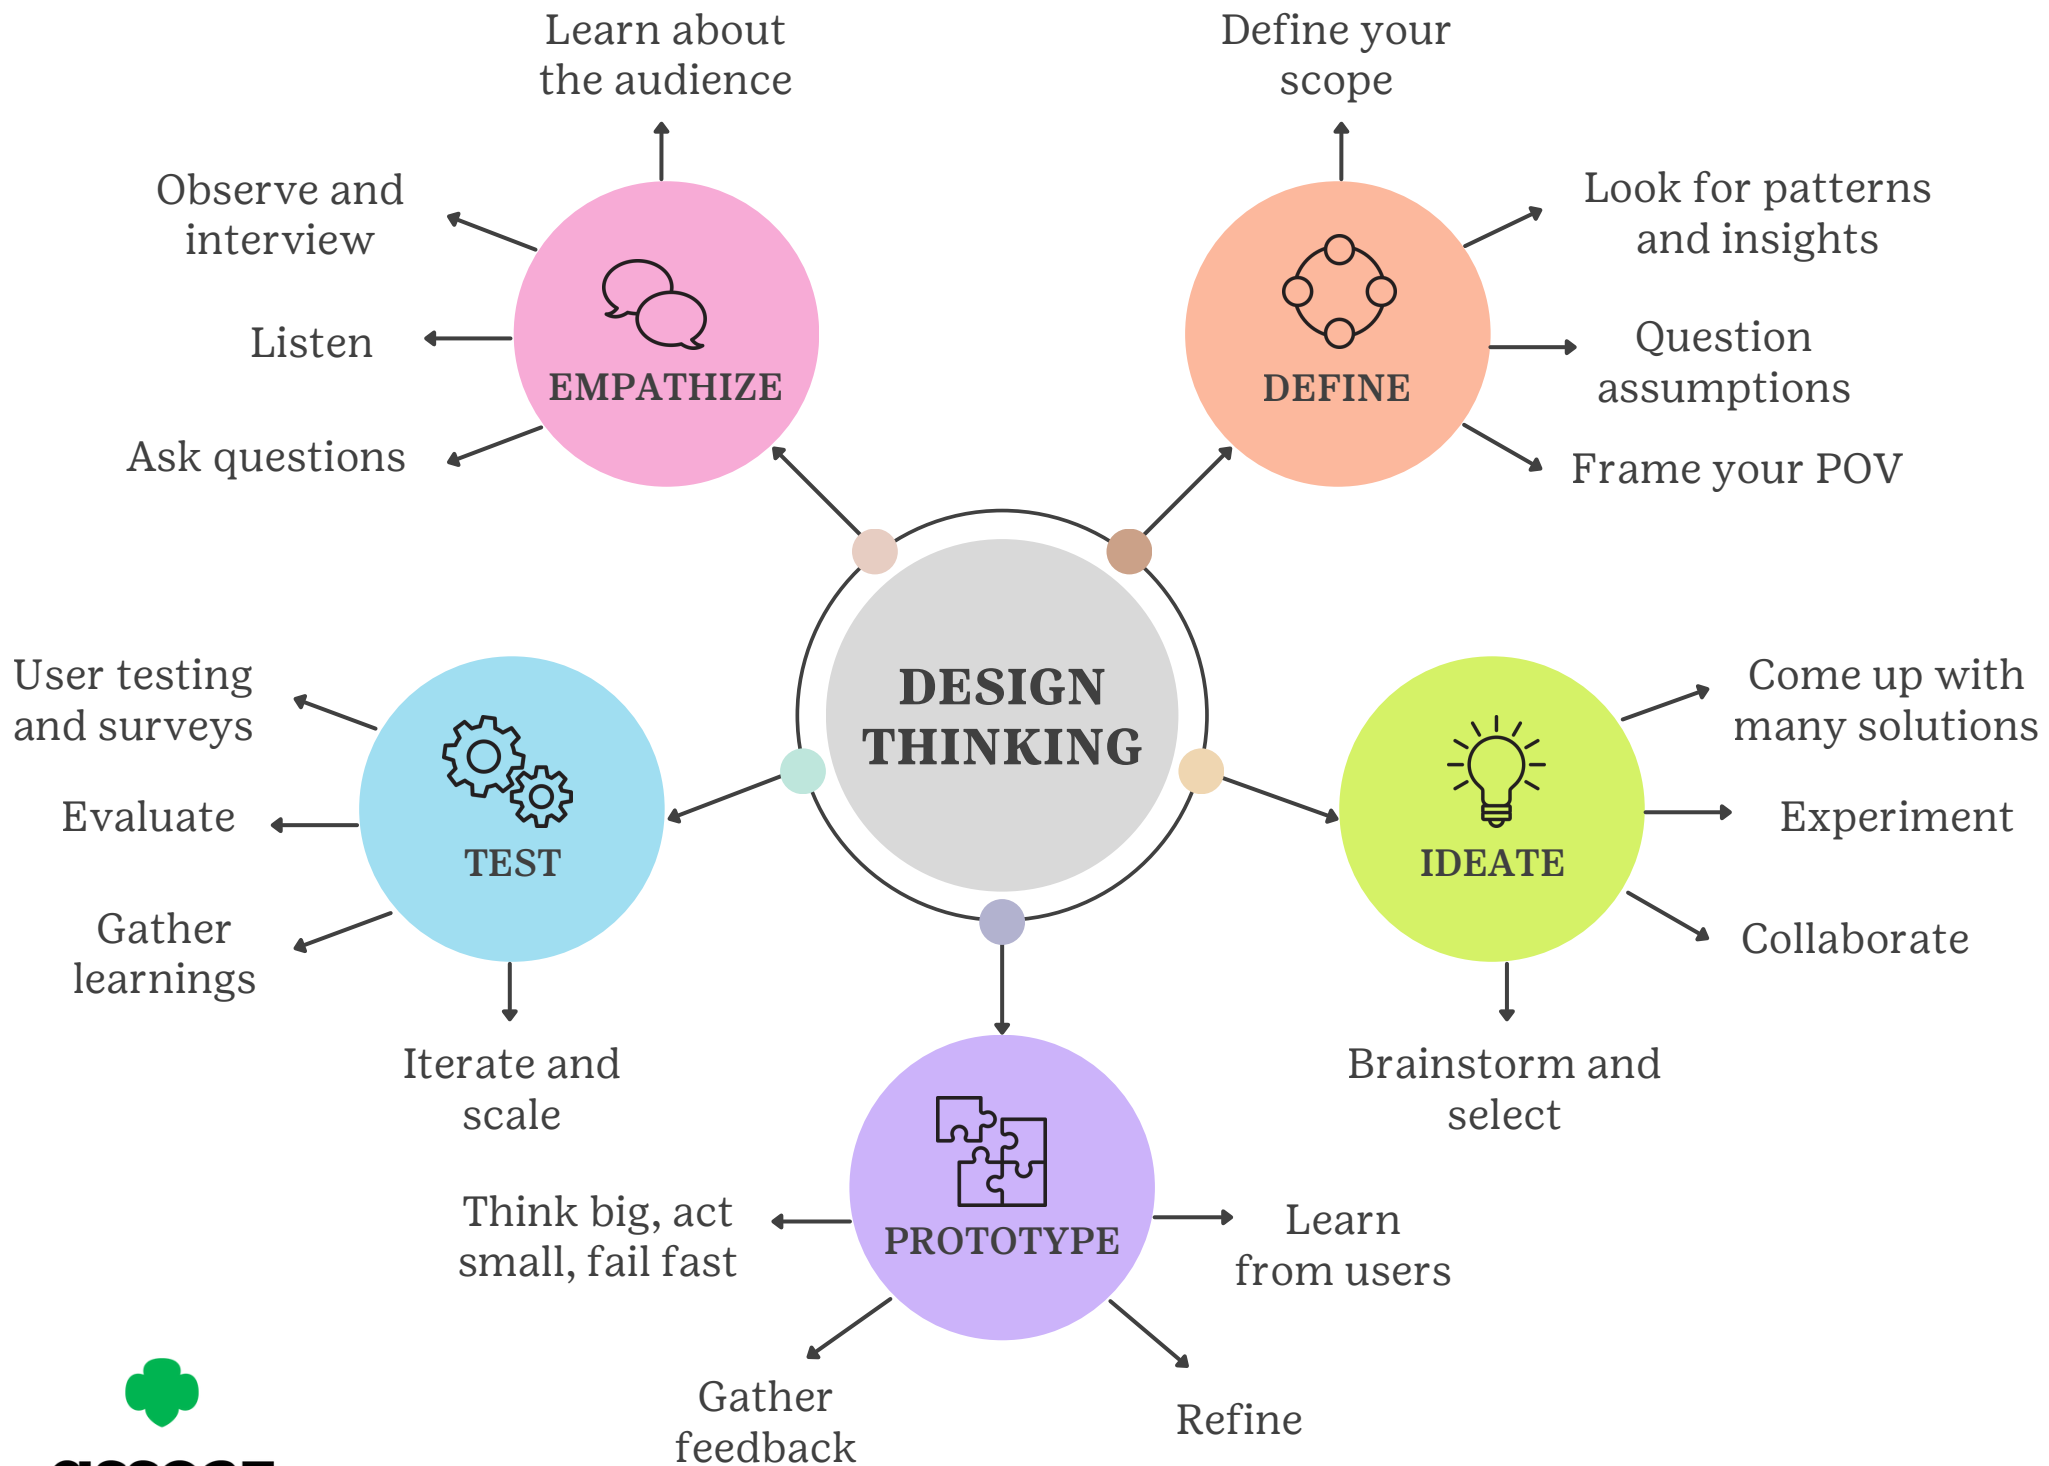 Learn about
the audience
Observe and
interview
Listen
Ask questions
EMPATHIZE
Define your
scope
Look for patterns
and insights
Question
assumptions
Frame your POV
DEFINE
DESIGN
THINKING
User testing
and surveys
Evaluate
Gather
learnings
Iterate and
scale
TEST
Come up with
many solutions
Experiment
Collaborate
Brainstorm and
select
IDEATE
PROTOTYPE
Think big, act
small, fail fast
Learn
from users
Gather
feedback
Refine